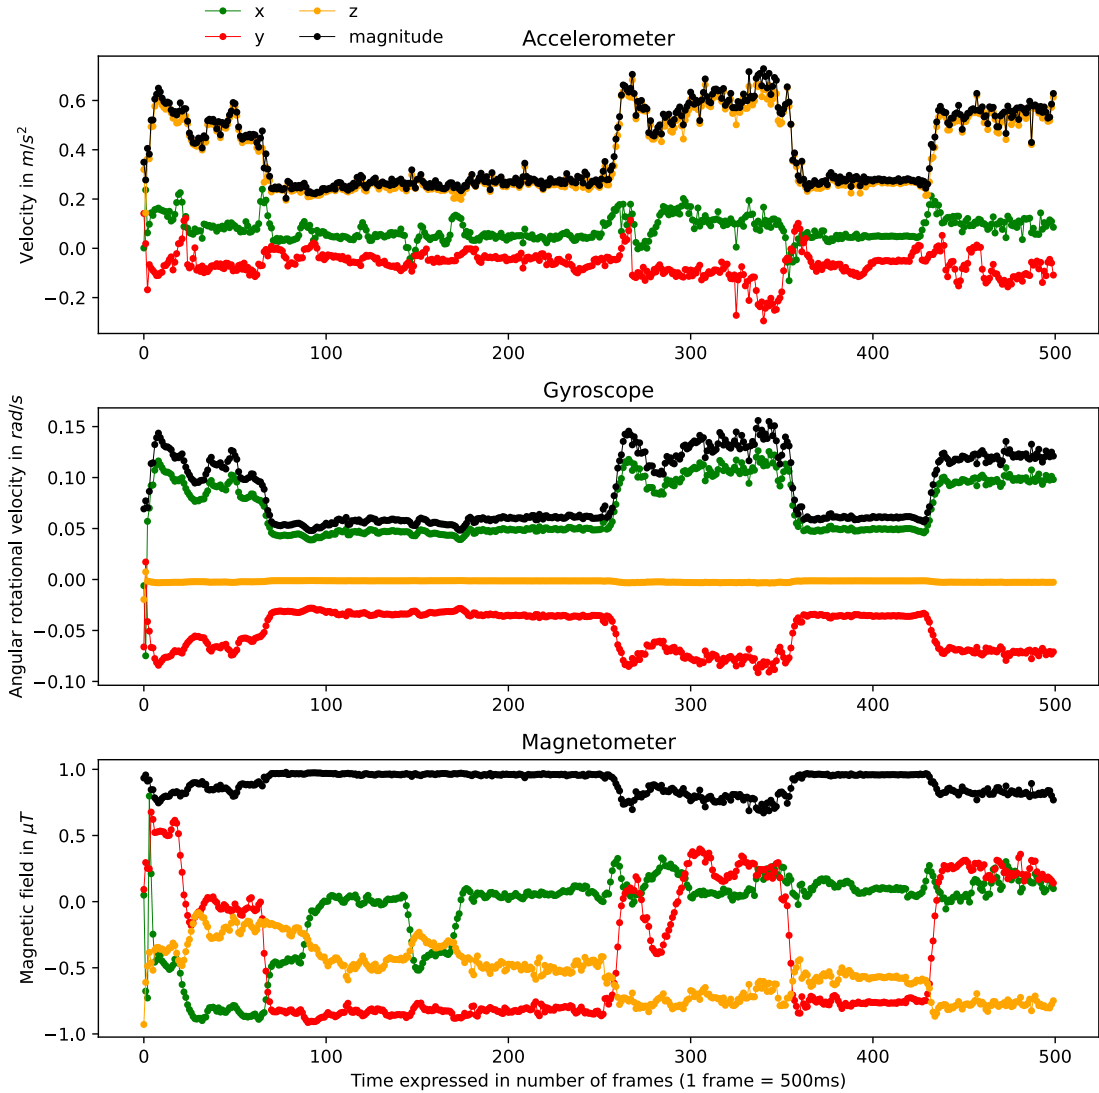 x z
y magnitude
Accelerometer
Velocity in m/s²
0.6
0.4
0.2
0.0
−0.2
0 100 200 300 400 500
Gyroscope
Angular rotational velocity in rad/s
0.15
0.10
0.05
0.00
−0.05
−0.10
0 100 200 300 400 500
Magnetometer
Magnetic field in μT
1.0
0.5
0.0
−0.5
−1.0
0 100 200 300 400 500
Time expressed in number of frames (1 frame = 500ms)